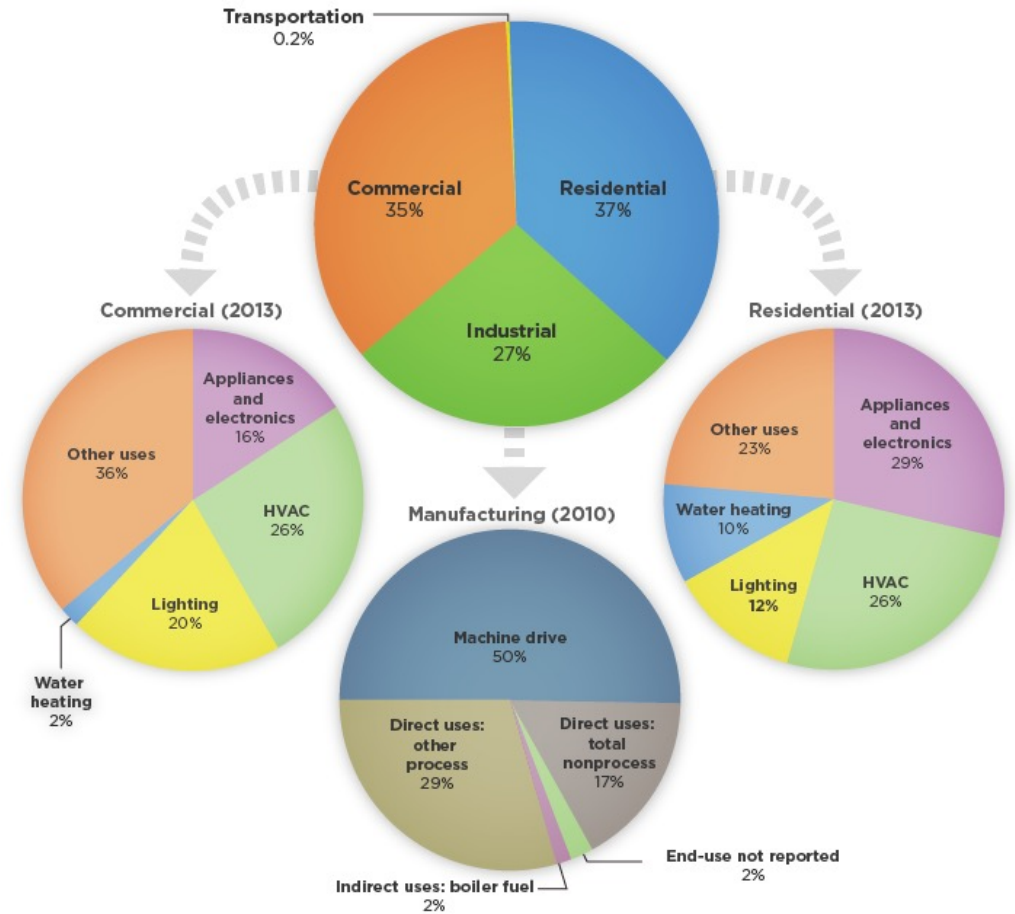 Transportation
0.2%
Commercial
35%
Residential
37%
Industrial
27%
Commercial (2013)
Appliances
and
electronics
16%
HVAC
26%
Lighting
20%
Water
heating
2%
Other uses
36%
Residential (2013)
Appliances
and
electronics
29%
HVAC
26%
Lighting
12%
Water heating
10%
Other uses
23%
Manufacturing (2010)
Machine drive
50%
Direct uses:
total
nonprocess
17%
End-use not reported
2%
Indirect uses: boiler fuel
2%
Direct uses:
other
process
29%